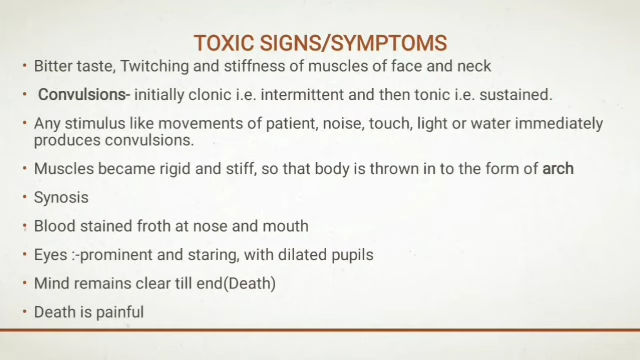 TOXIC SIGNS/SYMPTOMS
• Bitter taste, Twitching and stiffness of muscles of face and neck
• Convulsions- initially clonic i.e. intermittent and then tonic i.e. sustained.
• Any stimulus like movements of patient, noise, touch, light or water immediately
produces convulsions.
• Muscles became rigid and stiff, so that body is thrown in to the form of arch
• Synosis
• Blood stained froth at nose and mouth
• Eyes :-prominent and staring, with dilated pupils
• Mind remains clear till end(Death)
• Death is painful